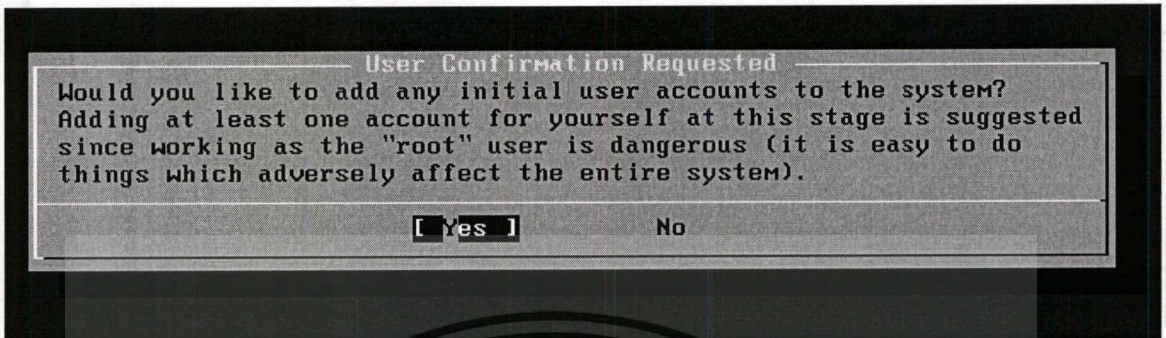 User Confirmation Requested
Would you like to add any initial user accounts to the system?
Adding at least one account for yourself at this stage is suggested
since working as the "root" user is dangerous (it is easy to do
things which adversely affect the entire system).
[ Yes ] No